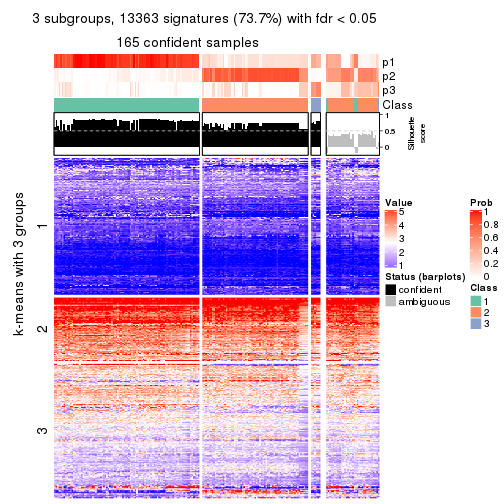 3 subgroups, 13363 signatures (73.7%) with fdr < 0.05
165 confident samples
p1
p2
p3
Class
1
0.5
0
Silhouette
score
k-means with 3 groups
1
2
3
Value
5
4
3
2
1
Status (barplots)
confident
ambiguous
Prob
1
0.8
0.6
0.4
0.2
0
Class
1
2
3